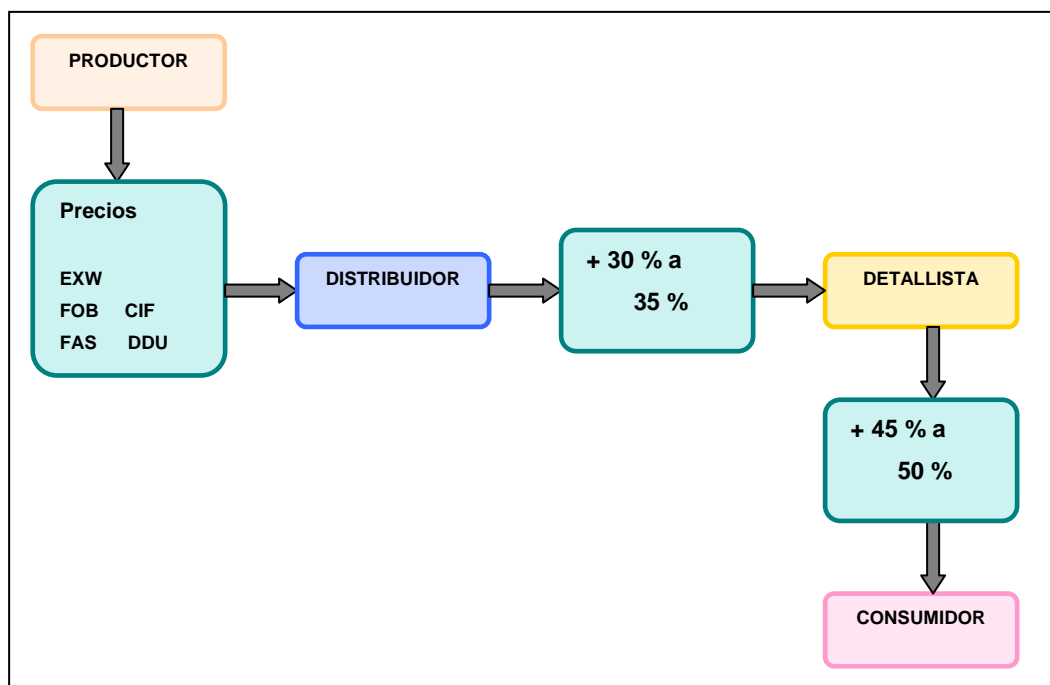 PRODUCTOR
Precios
EXW
FOB CIF
FAS DDU
DISTRIBUIDOR
+ 30 % a
35 %
DETALLISTA
+ 45 % a
50 %
CONSUMIDOR